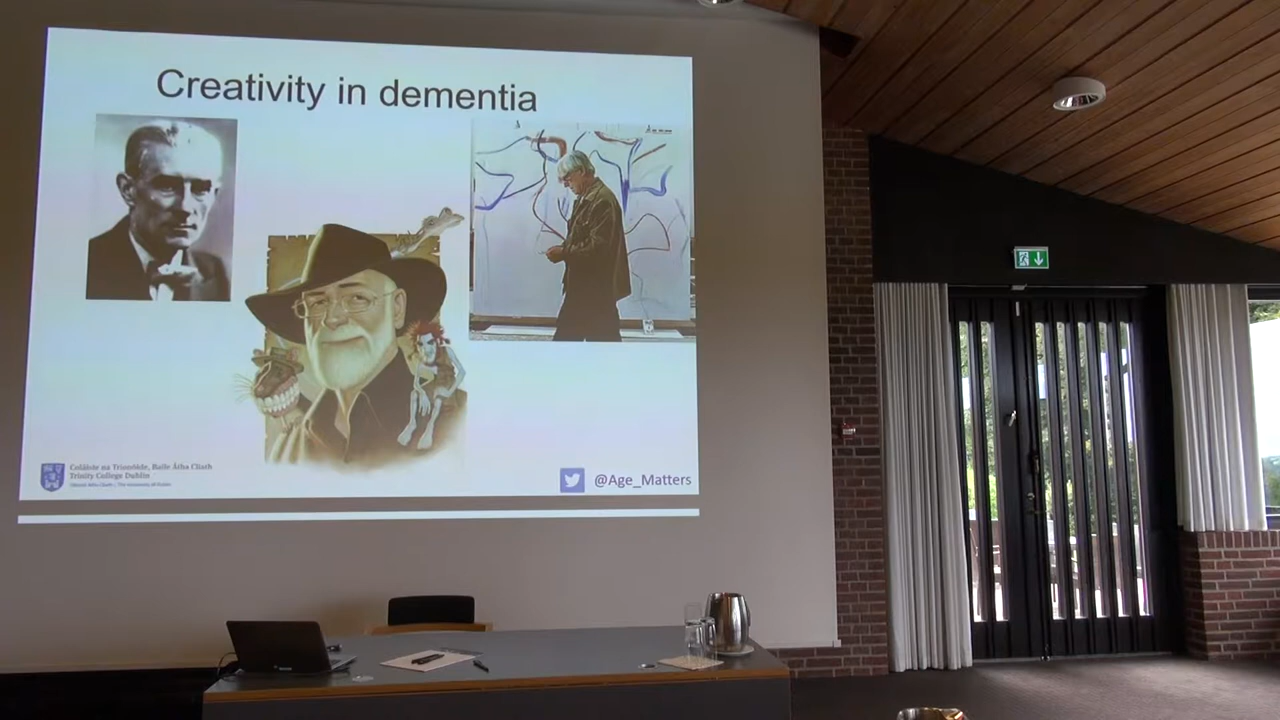 Creativity in dementia
Coláiste na Tríonóide, Baile Átha Cliath
Trinity College Dublin
@Age_Matters